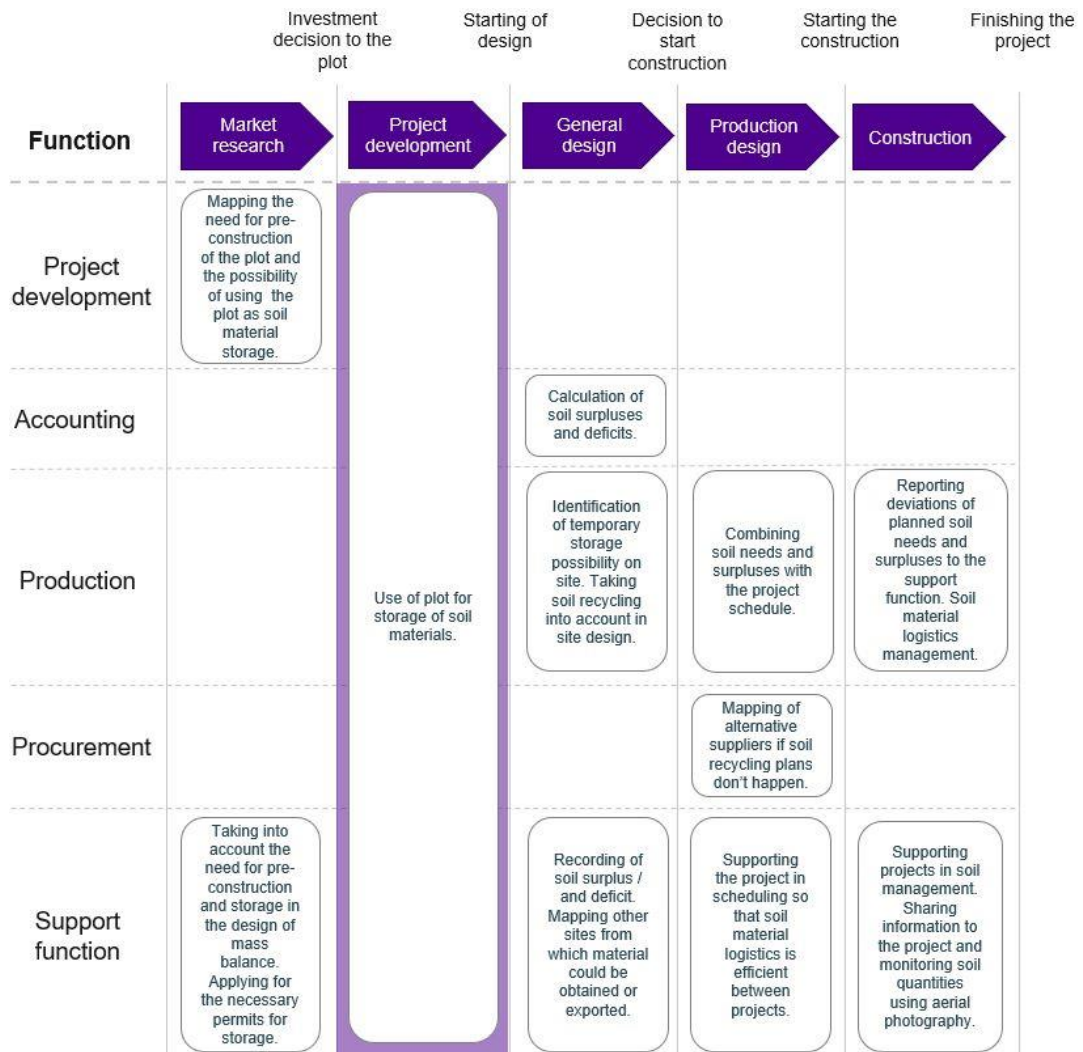 Investment
decision to the
plot
Starting of
design
Decision to
start
construction
Starting the
construction
Finishing the
project
Function
Market
research
Project
development
General
design
Production
design
Construction
Project
development
Mapping the
need for pre-
construction
of the plot and
the possibility
of using the
plot as soil
material
storage.
Use of plot for
storage of soil
materials.
Accounting
Calculation of
soil surpluses
and deficits.
Production
Identification
of temporary
storage
possibility on
site. Taking
soil recycling
into account in
site design.
Combining
soil needs and
surpluses with
the project
schedule.
Reporting
deviations of
planned soil
needs and
surpluses to the
support
function. Soil
material
logistics
management.
Procurement
Mapping of
alternative
suppliers if soil
recycling plans
don't happen.
Support
function
Taking into
account the
need for pre-
construction
and storage in
the design of
mass
balance.
Applying for
the necessary
permits for
storage.
Recording of
soil surplus /
and deficit.
Mapping other
sites from
which material
could be
obtained or
exported.
Supporting
the project in
scheduling so
that soil
material
logistics is
efficient
between
projects.
Supporting
projects in soil
management.
Sharing
information to
the project and
monitoring soil
quantities
using aerial
photography.